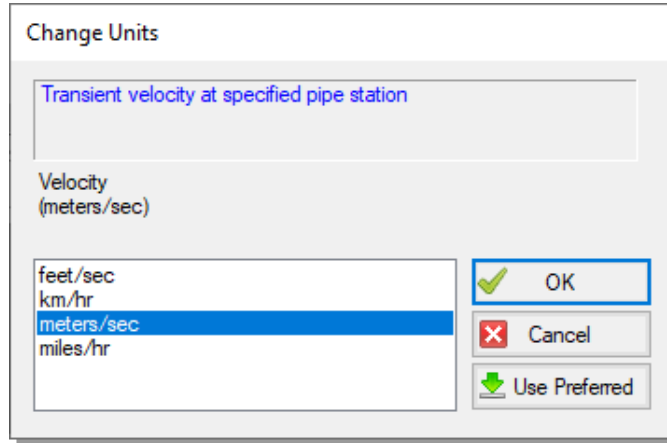 Change Units
Transient velocity at specified pipe station
Velocity
(meters/sec)
feet/sec
km/hr
meters/sec
miles/hr
OK
Cancel
Use Preferred